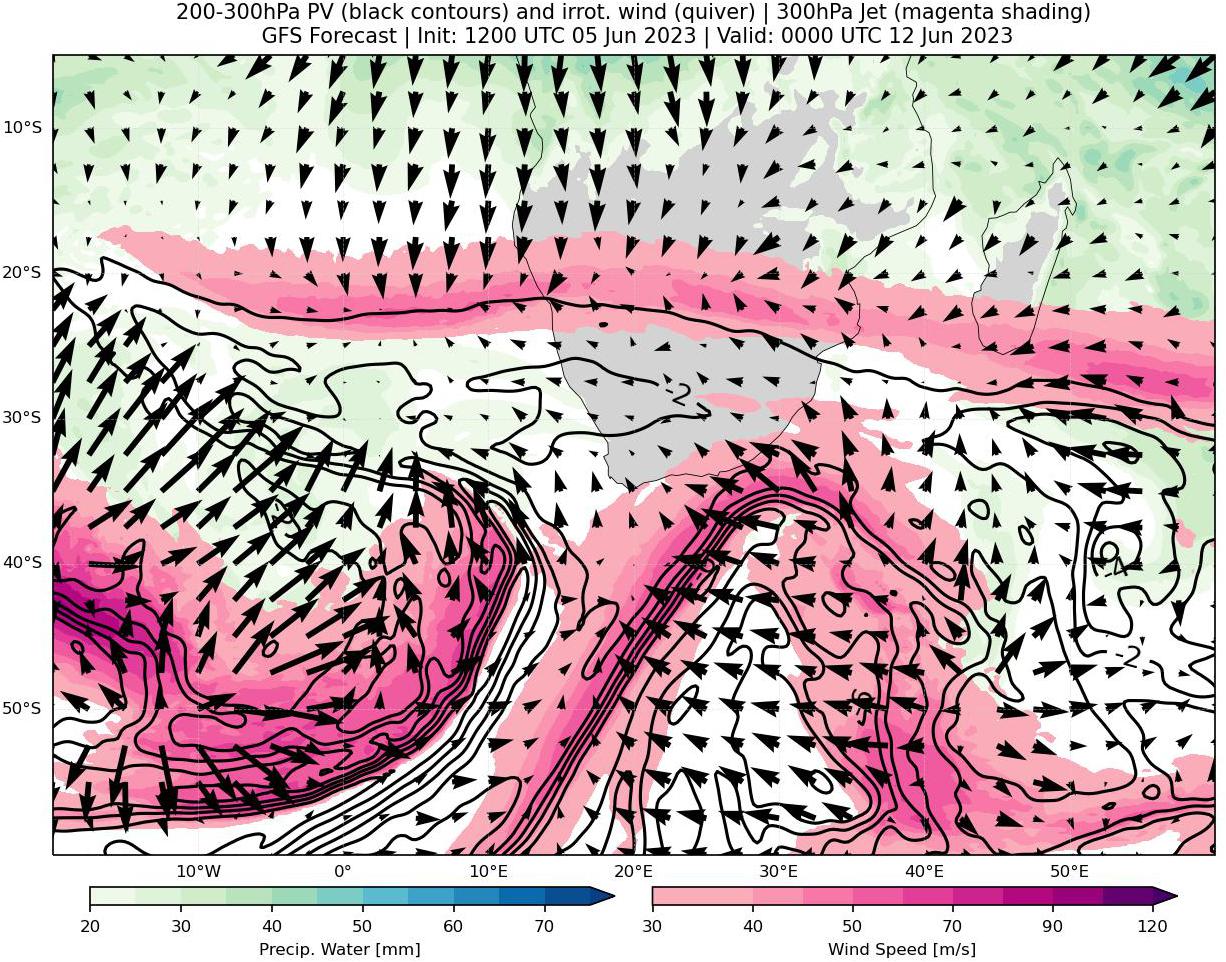 200-300hPa PV (black contours) and irrot. wind (quiver) | 300hPa Jet (magenta shading)
GFS Forecast | Init: 1200 UTC 05 Jun 2023 | Valid: 0000 UTC 12 Jun 2023
10°S
20°S
-2
30°S
40°S
-4
-2
-6
50°S
10°W 0° 10°E 20°E 30°E 40°E 50°E
20 30 40 50 60 70
30 40 50 70 90 120
Precip. Water [mm]
Wind Speed [m/s]